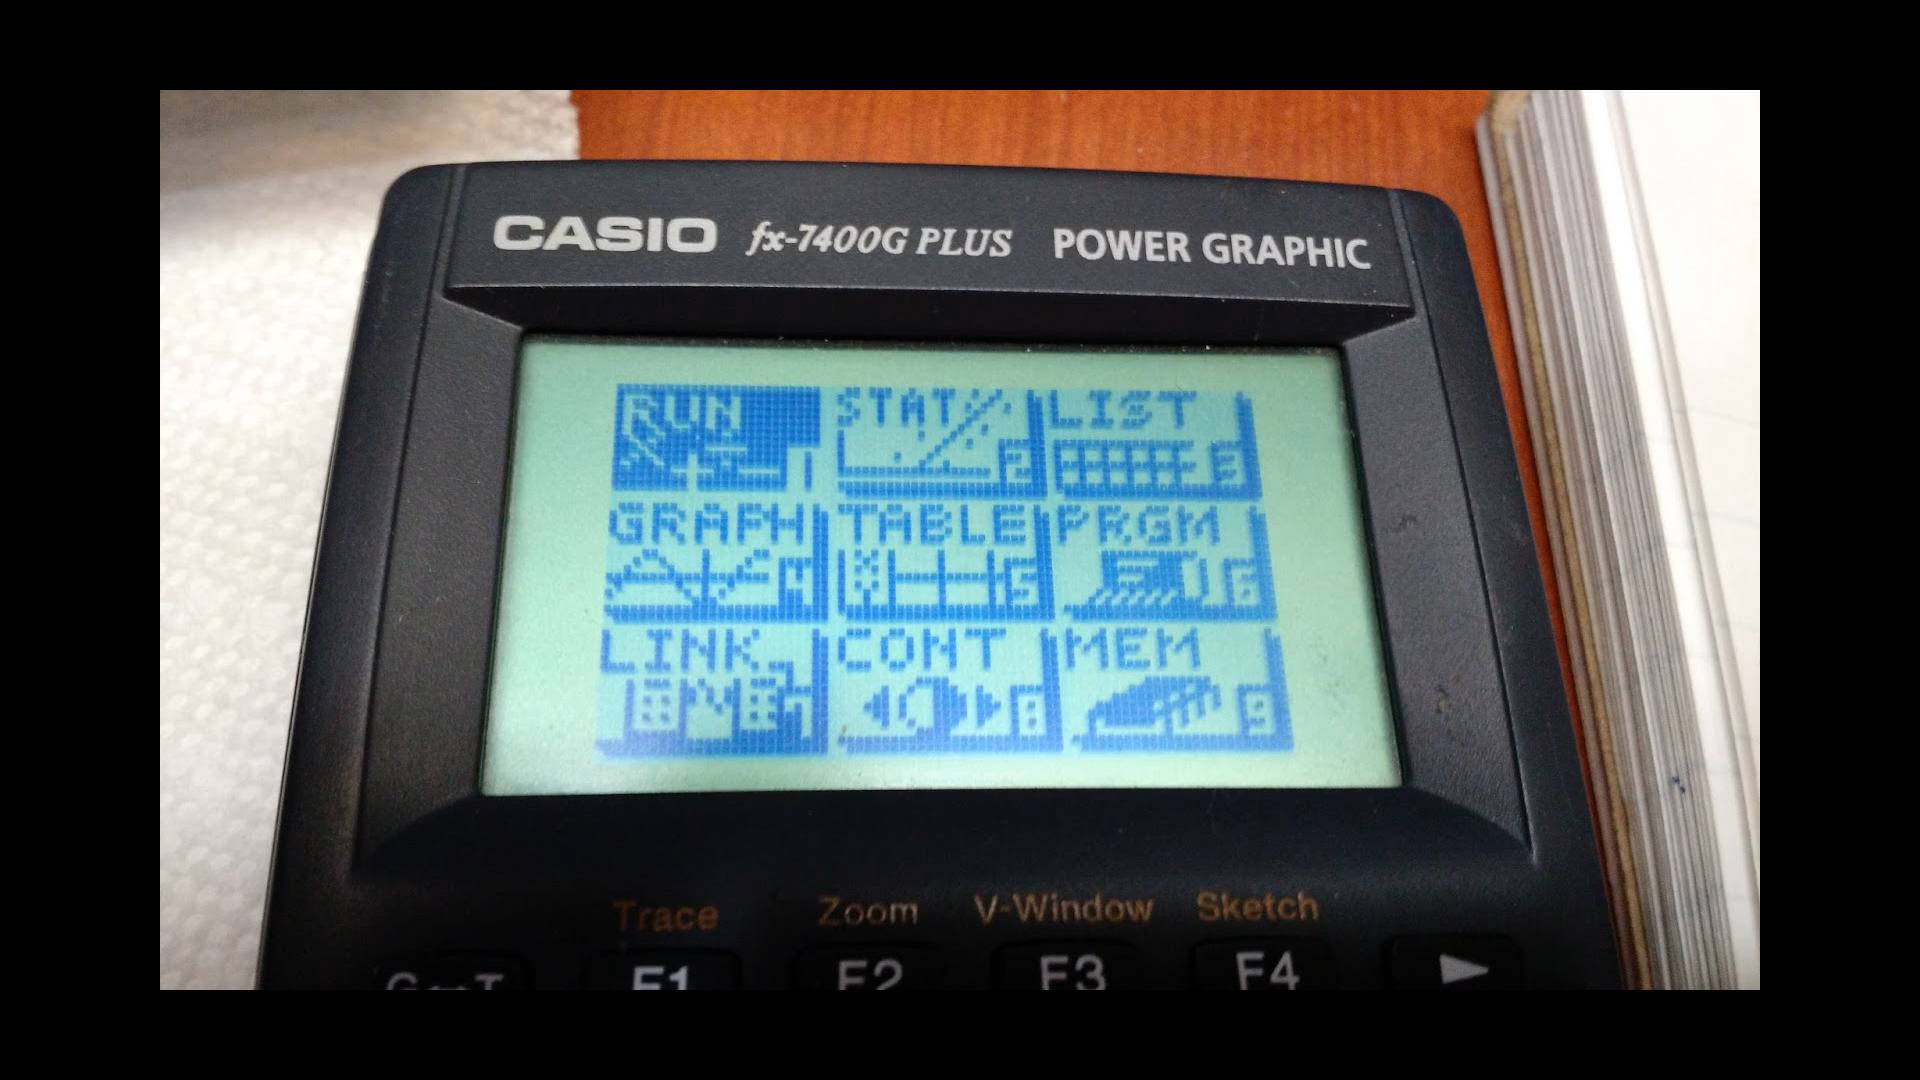 CASIO fx-7400G PLUS POWER GRAPHIC
RUN 1 STAT 2 LIST 3
GRAPH 4 TABLE 5 PRGM 6
LINK CONT 8 MEM 9
Trace Zoom V-Window Sketch
G↔T F1 F2 F3 F4